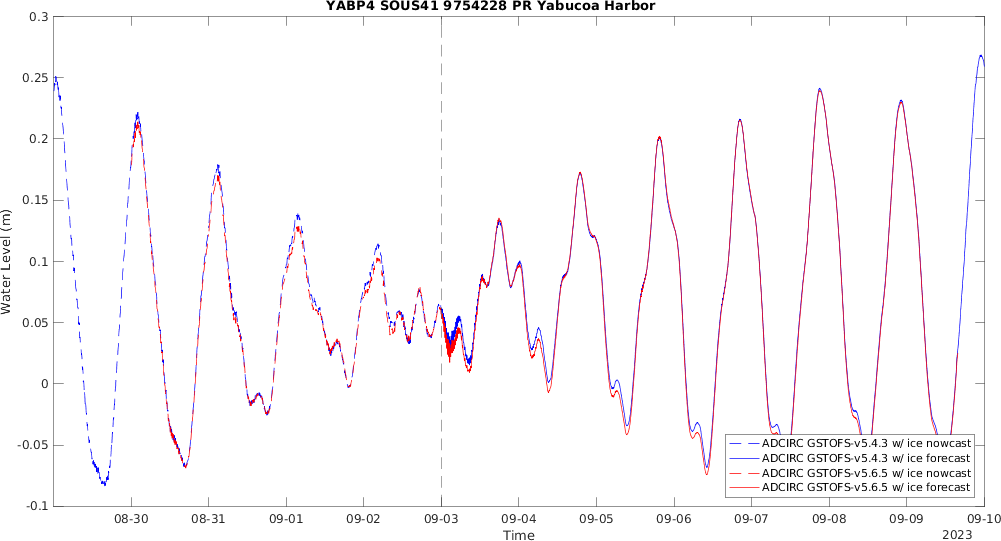 YABP4 SOUS41 9754228 PR Yabucoa Harbor
0.3
0.25
0.2
0.15
0.1
0.05
0
-0.05
-0.1
Water Level (m)
ADCIRC GSTOFS-v5.4.3 w/ ice nowcast
ADCIRC GSTOFS-v5.4.3 w/ ice forecast
ADCIRC GSTOFS-v5.6.5 w/ ice nowcast
ADCIRC GSTOFS-v5.6.5 w/ ice forecast
08-30 08-31 09-01 09-02 09-03 09-04 09-05 09-06 09-07 09-08 09-09 09-10
Time
2023